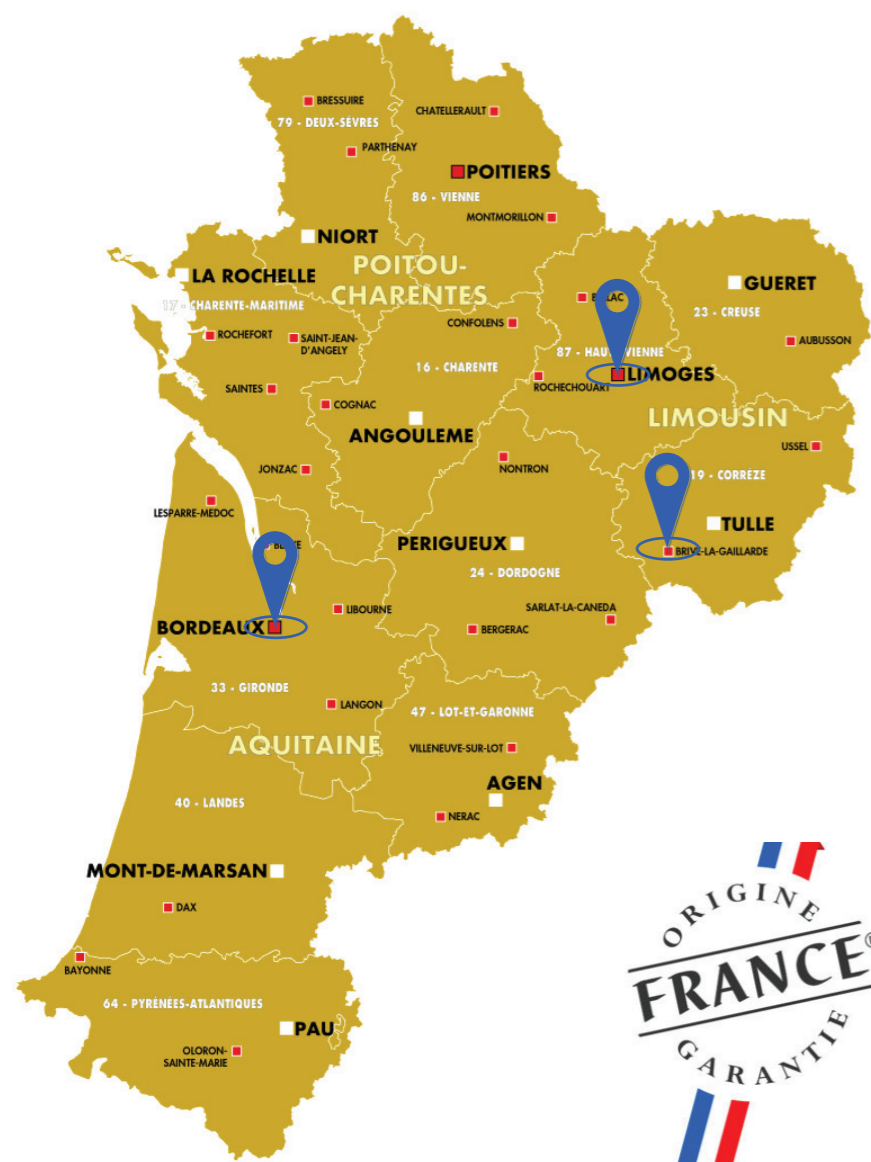 BRESSUIRE
CHATELLERAULT
79 - DEUX-SÈVRES
PARTHENAY
POITIERS
86 - VIENNE
MONTMORILLON
NIORT
POITOU-
CHARENTES
LA ROCHELLE
GUERET
17 - CHARENTE-MARITIME
23 - CREUSE
CONFOLENS
ROCHEFORT
SAINT-JEAN-
D'ANGELY
AUBUSSON
87 -
16 - CHARENTE
LIMOGES
ROCHECHOUART
SAINTES
COGNAC
LIMOUSIN
ANGOULEME
USSEL
JONZAC
NONTRON
19 - CORRÈZE
LESPARRE-MEDOC
TULLE
PERIGUEUX
BRIVE-LA-GAILLARDE
24 - DORDOGNE
LIBOURNE
SARLAT-LA-CANEDA
BORDEAUX
BERGERAC
33 - GIRONDE
LANGON
47 - LOT-ET-GARONNE
AQUITAINE
VILLENEUVE-SUR-LOT
AGEN
40 - LANDES
NERAC
MONT-DE-MARSAN
DAX
BAYONNE
64 - PYRÉNÉES-ATLANTIQUES
PAU
OLORON-
SAINTE-MARIE
ORIGINE
FRANCE®
GARANTIE